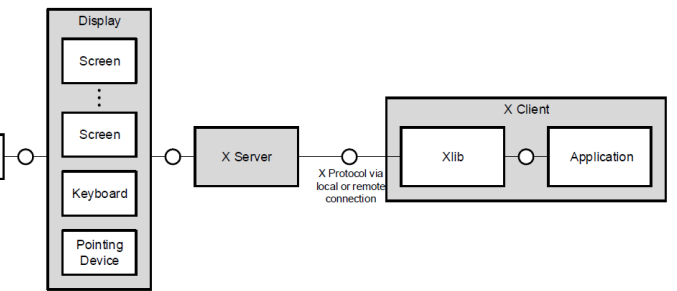 Display
Screen
Screen
Keyboard
Pointing
Device
X Server
X Protocol via
local or remote
connection
X Client
Xlib
Application